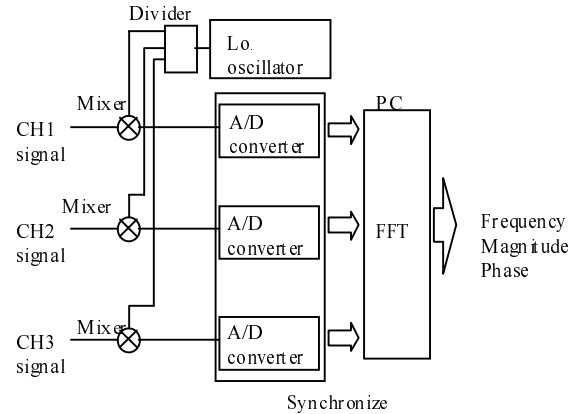 Divider
Lo.
oscillator
Mixer
CH1
signal
A/D
converter
PC
Mixer
CH2
signal
A/D
converter
FFT
Frequency
Magnitude
Phase
Mixer
CH3
signal
A/D
converter
Synchronize